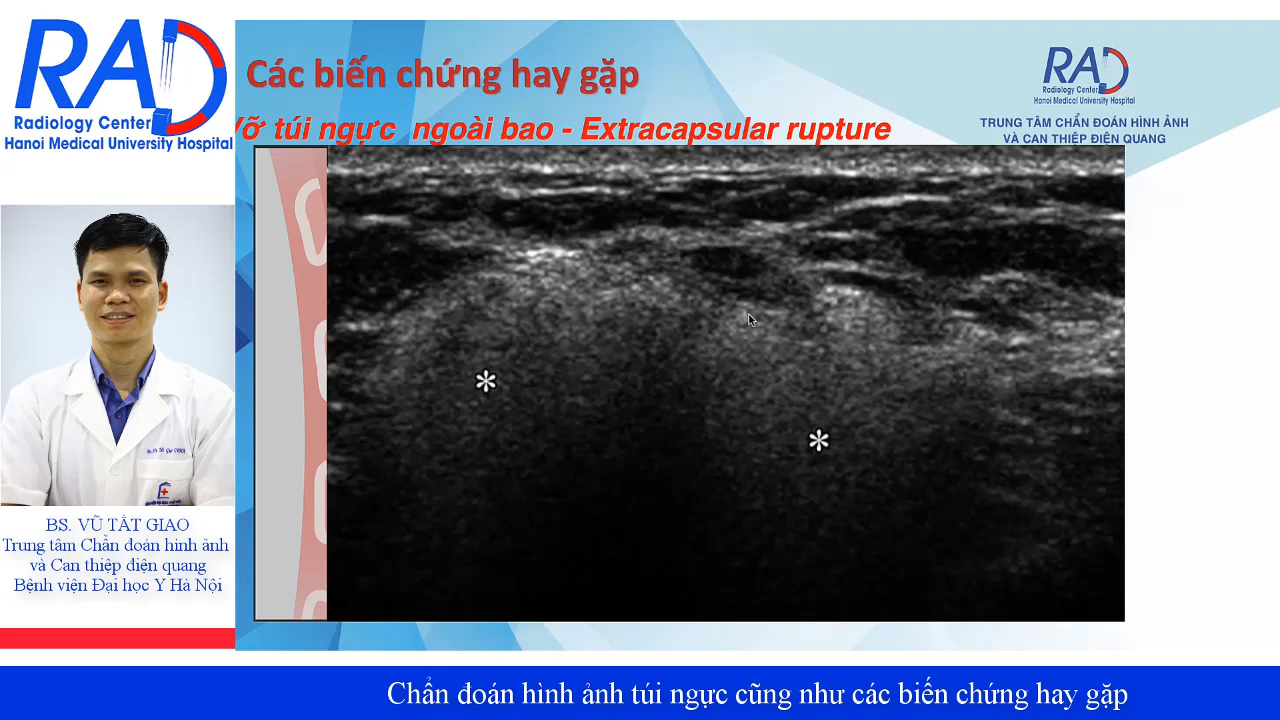 RAD
Radiology Center
Hanoi Medical University Hospital
Các biến chứng hay gặp
Vỡ túi ngực ngoài bao - Extracapsular rupture
RAD
Radiology Center
Hanoi Medical University Hospital
TRUNG TÂM CHẨN ĐOÁN HÌNH ẢNH
VÀ CAN THIỆP ĐIỆN QUANG
*
*
BS. VŨ TẤT GIAO
Trung tâm Chẩn đoán hình ảnh
và Can thiệp điện quang
Bệnh viện Đại học Y Hà Nội
Chẩn đoán hình ảnh túi ngực cũng như các biến chứng hay gặp